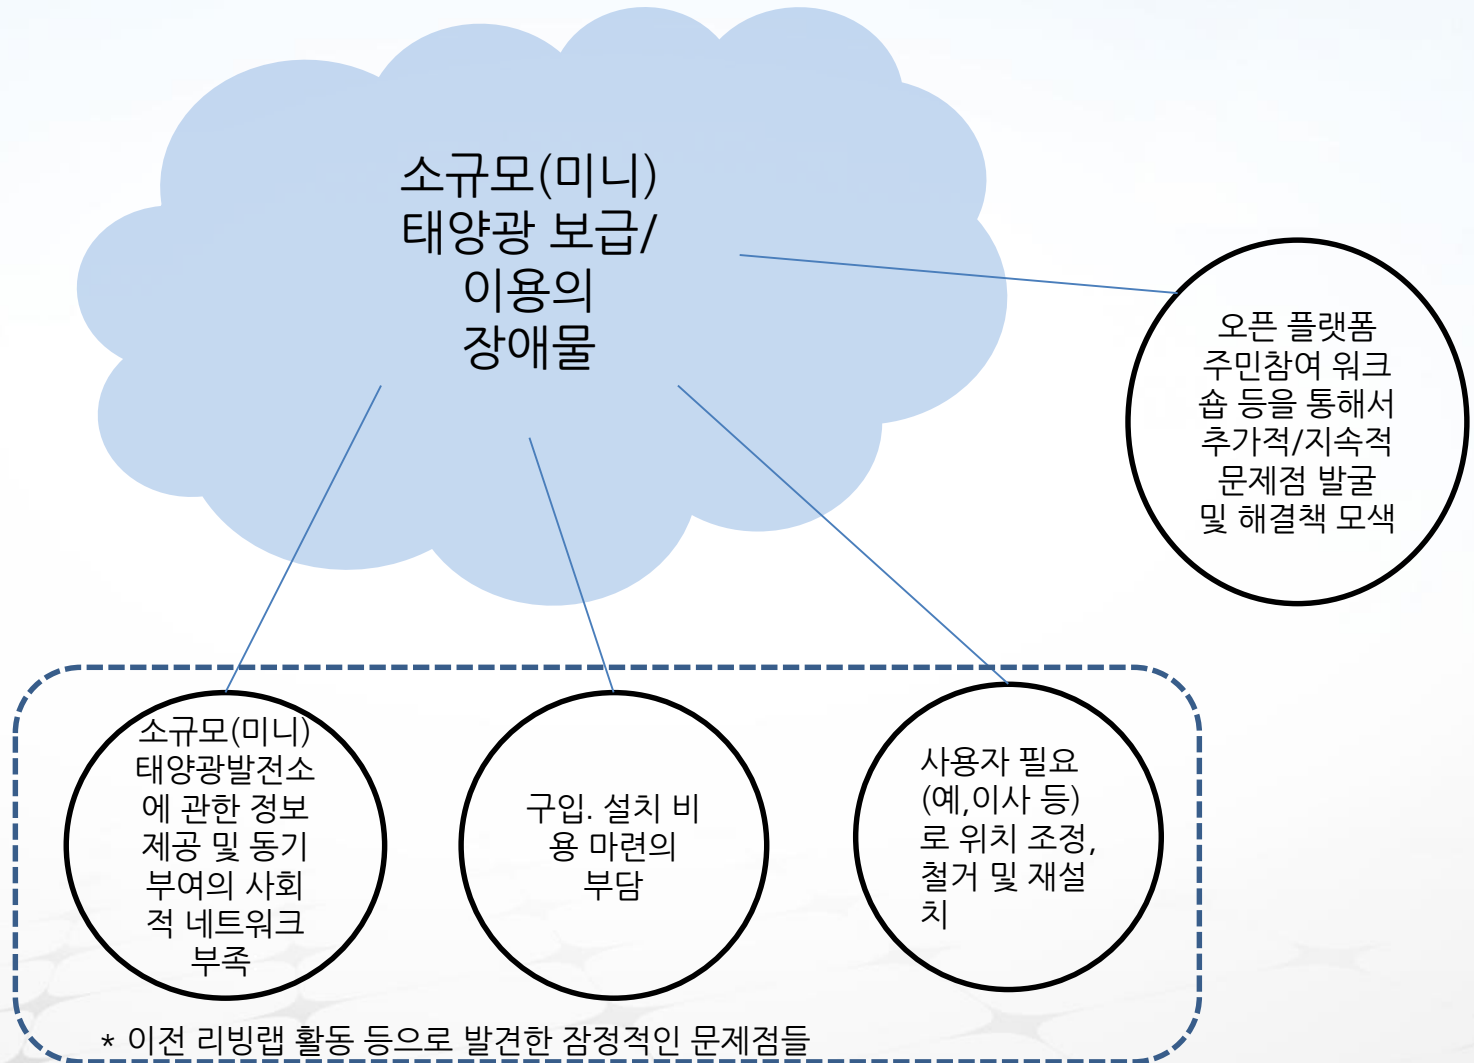 소규모(미니)
태양광 보급/
이용의
장애물
오픈 플랫폼
주민참여 워크
숍 등을 통해서
추가적/지속적
문제점 발굴
및 해결책 모색
소규모(미니)
태양광발전소
에 관한 정보
제공 및 동기
부여의 사회
적 네트워크
부족
구입. 설치 비
용 마련의
부담
사용자 필요
(예,이사 등)
로 위치 조정,
철거 및 재설
치
* 이전 리빙랩 활동 등으로 발견한 잠정적인 문제점들